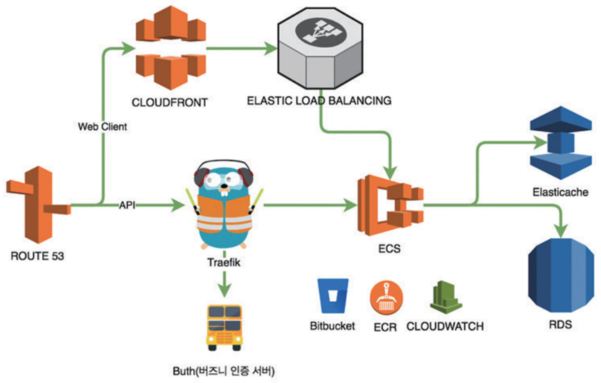 CLOUDFRONT
ELASTIC LOAD BALANCING
Web Client
Elasticache
API
ROUTE 53
Traefik
ECS
Bitbucket
ECR
CLOUDWATCH
RDS
Buth(버즈니 인증 서버)